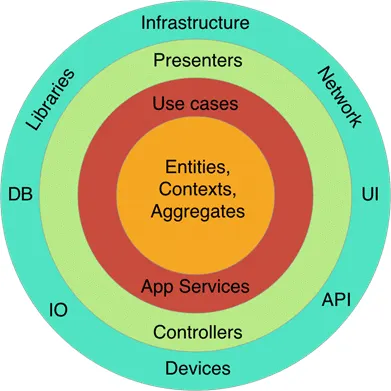 Infrastructure
Presenters
Libraries
Network
Use cases
Entities,
Contexts,
Aggregates
DB
UI
App Services
IO
API
Controllers
Devices